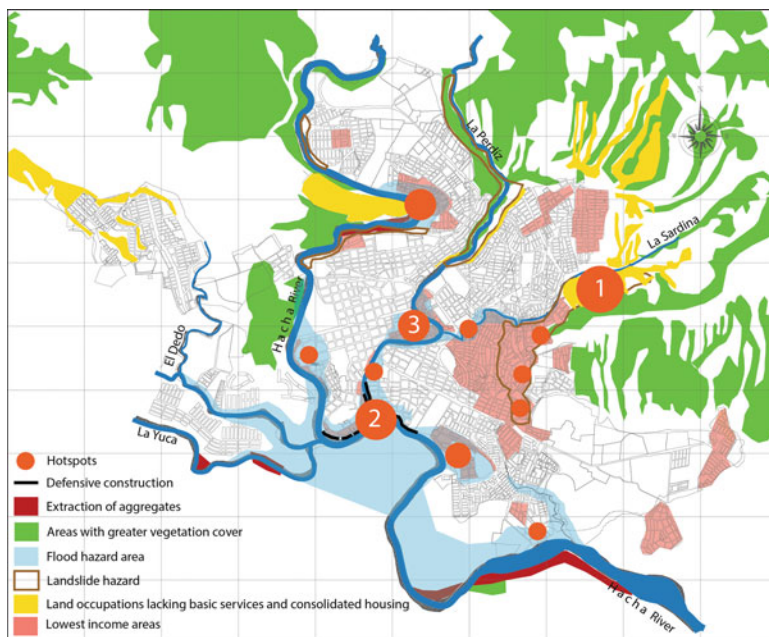 La Perdiz
La Sardina
1
3
Hacha River
El Dedo
2
La Yuca
Hotspots
Defensive construction
Extraction of aggregates
Areas with greater vegetation cover
Flood hazard area
Landslide hazard
Land occupations lacking basic services and consolidated housing
Lowest income areas
Hacha River